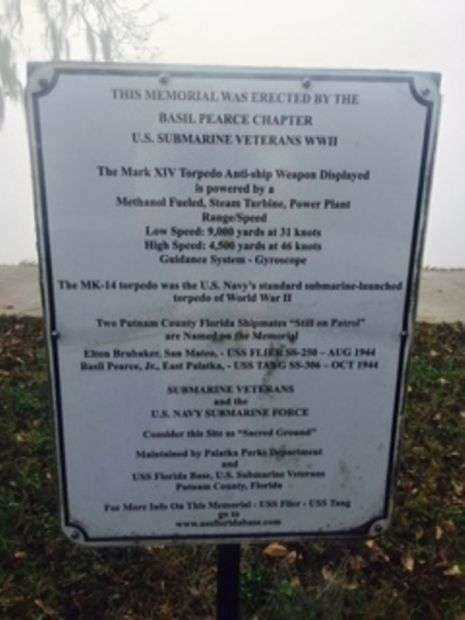 THIS MEMORIAL WAS ERECTED BY THE
BASIL PEARCE CHAPTER
U.S. SUBMARINE VETERANS WWII
The Mark XIV Torpedo Anti-ship Weapon Displayed
is powered by a
Methanol Fueled, Steam Turbine, Power Plant
Range/Speed
Low Speed: 9,000 yards at 31 knots
High Speed: 4,500 yards at 46 knots
Guidance System - Gyroscope
The MK-14 torpedo was the U.S. Navy's standard submarine-launched
torpedo of World War II
Two Putnam County Florida Shipmates "Still on Patrol"
are Named on the Memorial
Elton Brubaker, San Mateo, - USS FLIER SS-250 – AUG 1944
Basil Pearce, Jr., East Palatka, - USS TANG SS-306 – OCT 1944
SUBMARINE VETERANS
and the
U.S. NAVY SUBMARINE FORCE
Consider this Site as "Sacred Ground"
Maintained by Palatka Parks Department
and
USS Florida Base, U.S. Submarine Veterans
Putnam County, Florida
For More Info On This Memorial - USS Flier - USS Tang
go to
www.ussfloridabase.com